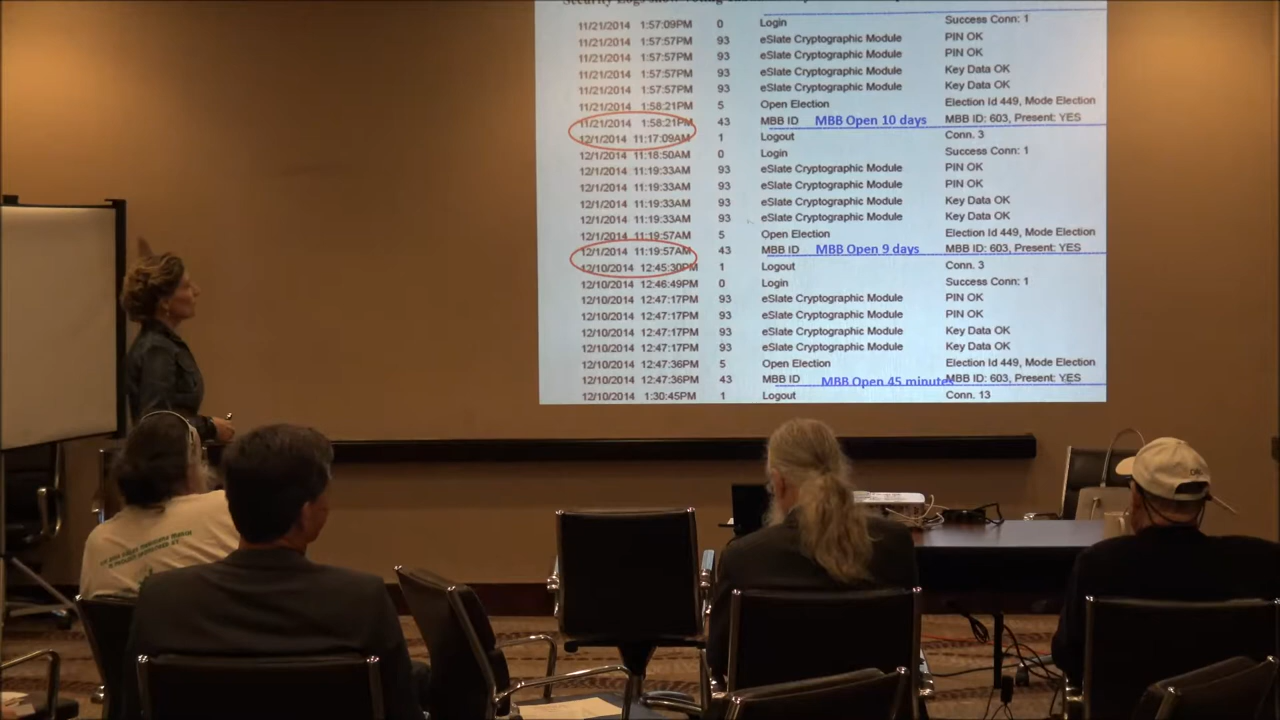 Security Logs show
11/21/2014 1:57:09PM 0 Login Success Conn: 1
11/21/2014 1:57:57PM 93 eSlate Cryptographic Module PIN OK
11/21/2014 1:57:57PM 93 eSlate Cryptographic Module PIN OK
11/21/2014 1:57:57PM 93 eSlate Cryptographic Module Key Data OK
11/21/2014 1:57:57PM 93 eSlate Cryptographic Module Key Data OK
11/21/2014 1:58:21PM 5 Open Election Election Id 449, Mode Election
11/21/2014 1:58:21PM 43 MBB ID MBB Open 10 days MBB ID: 603, Present: YES
12/1/2014 11:17:09AM 1 Logout Conn. 3
12/1/2014 11:18:50AM 0 Login Success Conn: 1
12/1/2014 11:19:33AM 93 eSlate Cryptographic Module PIN OK
12/1/2014 11:19:33AM 93 eSlate Cryptographic Module PIN OK
12/1/2014 11:19:33AM 93 eSlate Cryptographic Module Key Data OK
12/1/2014 11:19:33AM 93 eSlate Cryptographic Module Key Data OK
12/1/2014 11:19:57AM 5 Open Election Election Id 449, Mode Election
12/1/2014 11:19:57AM 43 MBB ID MBB Open 9 days MBB ID: 603, Present: YES
12/10/2014 12:45:30PM 1 Logout Conn. 3
12/10/2014 12:46:49PM 0 Login Success Conn: 1
12/10/2014 12:47:17PM 93 eSlate Cryptographic Module PIN OK
12/10/2014 12:47:17PM 93 eSlate Cryptographic Module PIN OK
12/10/2014 12:47:17PM 93 eSlate Cryptographic Module Key Data OK
12/10/2014 12:47:17PM 93 eSlate Cryptographic Module Key Data OK
12/10/2014 12:47:36PM 5 Open Election Election Id 449, Mode Election
12/10/2014 12:47:36PM 43 MBB ID MBB Open 45 minutes MBB ID: 603, Present: YES
12/10/2014 1:30:45PM 1 Logout Conn. 13